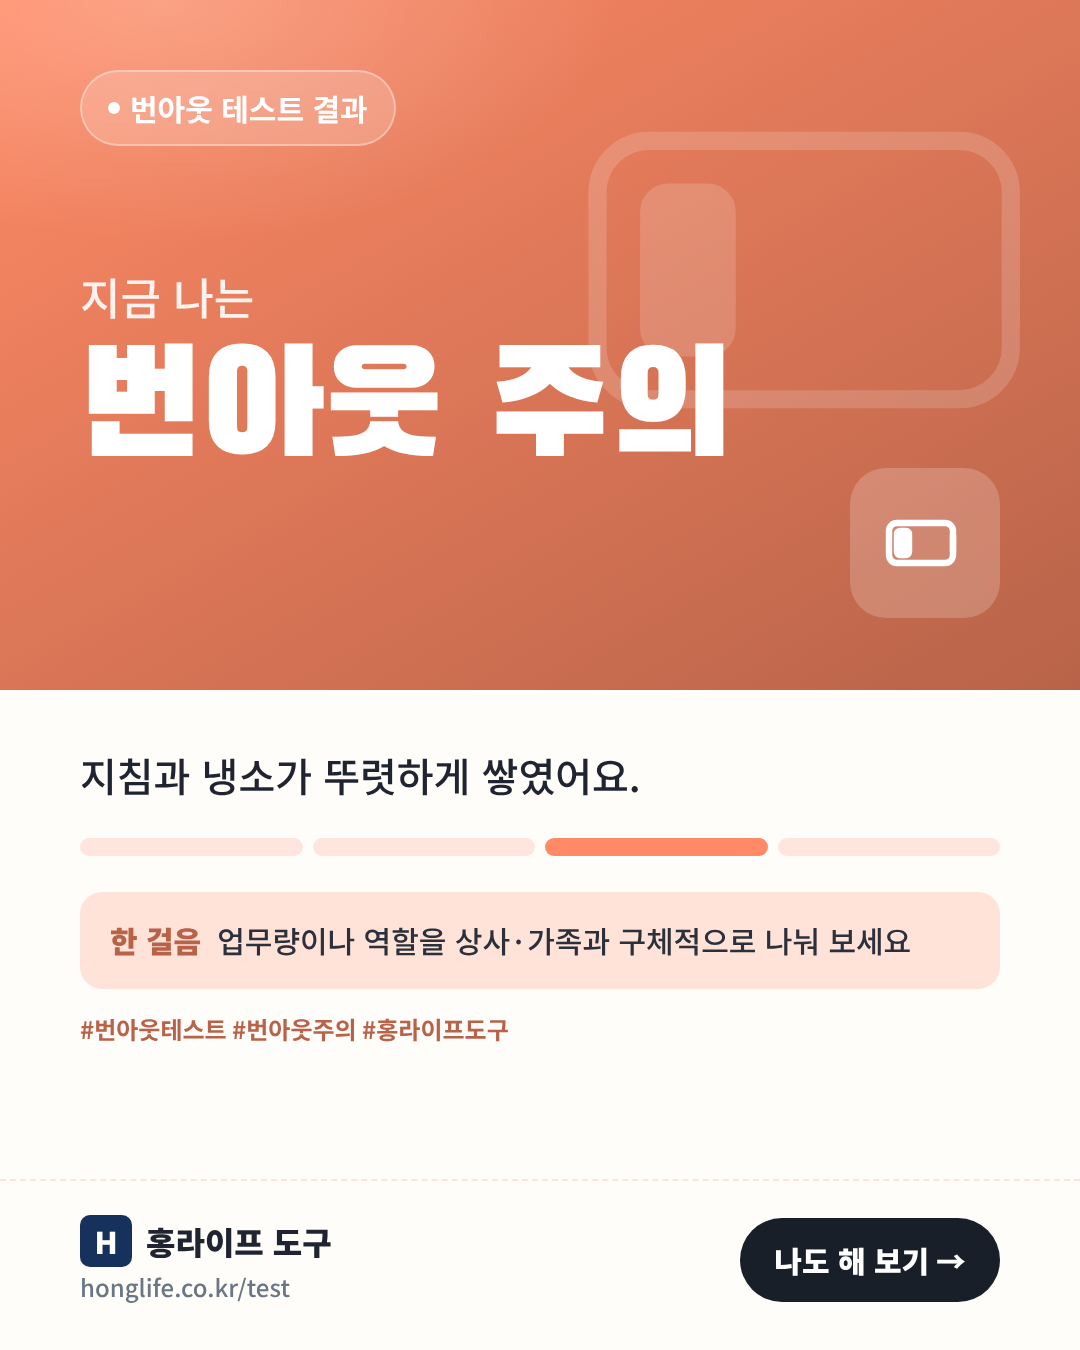 번아웃 테스트 결과
지금 나는
번아웃 주의
지침과 냉소가 뚜렷하게 쌓였어요.
한 걸음 업무량이나 역할을 상사·가족과 구체적으로 나눠 보세요
#번아웃테스트 #번아웃주의 #홍라이프도구
H 홍라이프 도구
honglife.co.kr/test
나도 해 보기 →